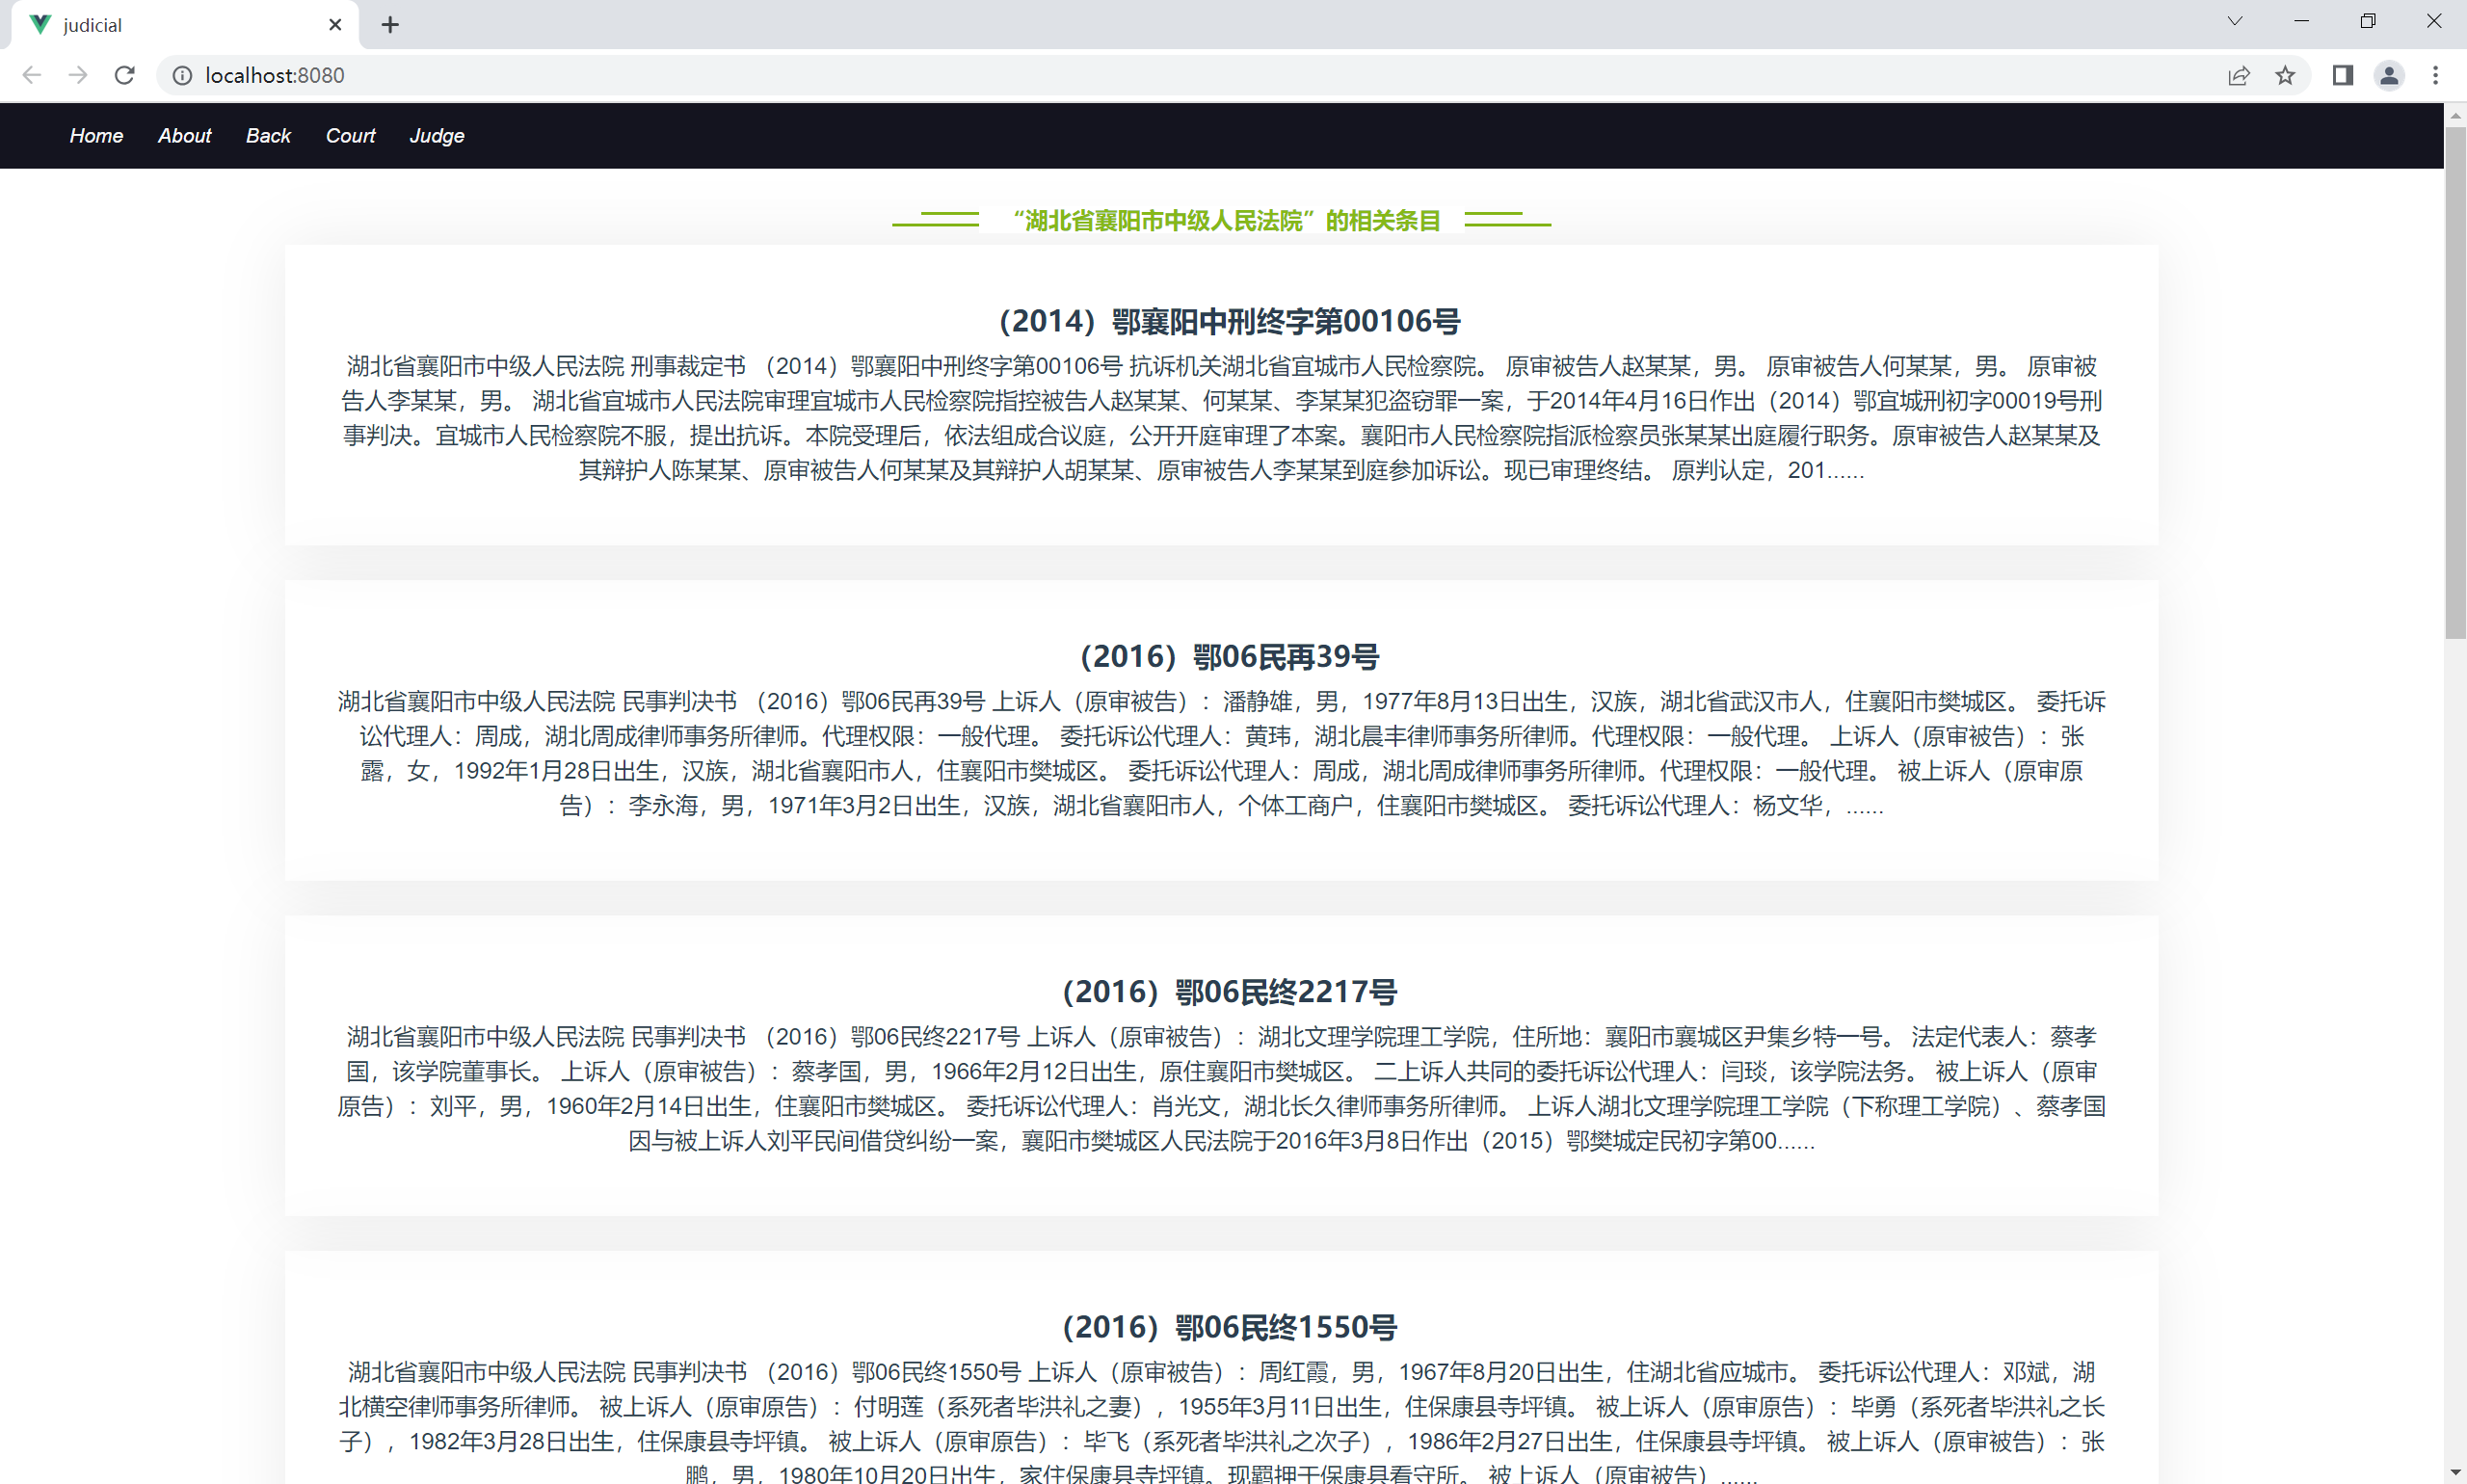 judicial
localhost:8080
Home About Back Court Judge
“湖北省襄阳市中级人民法院”的相关条目
（2014）鄂襄阳中刑终字第00106号
湖北省襄阳市中级人民法院 刑事裁定书 （2014）鄂襄阳中刑终字第00106号 抗诉机关湖北省宜城市人民检察院。 原审被告人赵某某，男。 原审被告人何某某，男。 原审被
告人李某某，男。 湖北省宜城市人民法院审理宜城市人民检察院指控被告人赵某某、何某某、李某某犯盗窃罪一案，于2014年4月16日作出（2014）鄂宜城刑初字00019号刑
事判决。宜城市人民检察院不服，提出抗诉。本院受理后，依法组成合议庭，公开开庭审理了本案。襄阳市人民检察院指派检察员张某某出庭履行职务。原审被告人赵某某及
其辩护人陈某某、原审被告人何某某及其辩护人胡某某、原审被告人李某某到庭参加诉讼。现已审理终结。 原判认定，201......
（2016）鄂06民再39号
湖北省襄阳市中级人民法院 民事判决书 （2016）鄂06民再39号 上诉人（原审被告）：潘静雄，男，1977年8月13日出生，汉族，湖北省武汉市人，住襄阳市樊城区。 委托诉
讼代理人：周成，湖北周成律师事务所律师。代理权限：一般代理。 委托诉讼代理人：黄玮，湖北晨丰律师事务所律师。代理权限：一般代理。 上诉人（原审被告）：张
露，女，1992年1月28日出生，汉族，湖北省襄阳市人，住襄阳市樊城区。 委托诉讼代理人：周成，湖北周成律师事务所律师。代理权限：一般代理。 被上诉人（原审原
告）：李永海，男，1971年3月2日出生，汉族，湖北省襄阳市人，个体工商户，住襄阳市樊城区。 委托诉讼代理人：杨文华，......
（2016）鄂06民终2217号
湖北省襄阳市中级人民法院 民事判决书 （2016）鄂06民终2217号 上诉人（原审被告）：湖北文理学院理工学院，住所地：襄阳市襄城区尹集乡特一号。 法定代表人：蔡孝
国，该学院董事长。 上诉人（原审被告）：蔡孝国，男，1966年2月12日出生，原住襄阳市樊城区。 二上诉人共同的委托诉讼代理人：闫琰，该学院法务。 被上诉人（原审
原告）：刘平，男，1960年2月14日出生，住襄阳市樊城区。 委托诉讼代理人：肖光文，湖北长久律师事务所律师。 上诉人湖北文理学院理工学院（下称理工学院）、蔡孝国
因与被上诉人刘平民间借贷纠纷一案，襄阳市樊城区人民法院于2016年3月8日作出（2015）鄂樊城定民初字第00......
（2016）鄂06民终1550号
湖北省襄阳市中级人民法院 民事判决书 （2016）鄂06民终1550号 上诉人（原审被告）：周红霞，男，1967年8月20日出生，住湖北省应城市。 委托诉讼代理人：邓斌，湖
北横空律师事务所律师。 被上诉人（原审原告）：付明莲（系死者毕洪礼之妻），1955年3月11日出生，住保康县寺坪镇。 被上诉人（原审原告）：毕勇（系死者毕洪礼之长
子），1982年3月28日出生，住保康县寺坪镇。 被上诉人（原审原告）：毕飞（系死者毕洪礼之次子），1986年2月27日出生，住保康县寺坪镇。 被上诉人（原审被告）：张
鹏，男，1980年10月20日出生，家住保康县寺坪镇。现羁押于保康县看守所。 被上诉人（原审被告）......